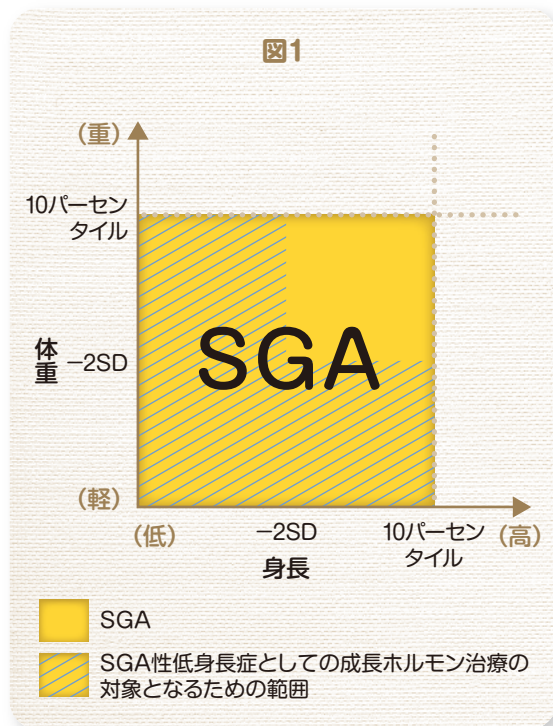 図1
(重)
10パーセン
タイル
体重
−2SD
SGA
(軽)
(低)
−2SD
10パーセン
タイル
(高)
身長
SGA
SGA性低身長症としての成長ホルモン治療の
対象となるための範囲